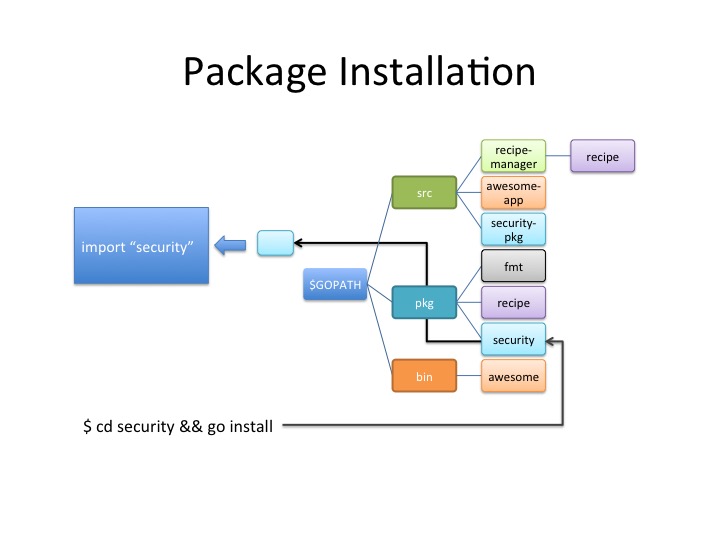 Package Installation
recipe-
manager
recipe
src
awesome-
app
security-
pkg
import “security”
fmt
$GOPATH
pkg
recipe
security
bin
awesome
$ cd security && go install